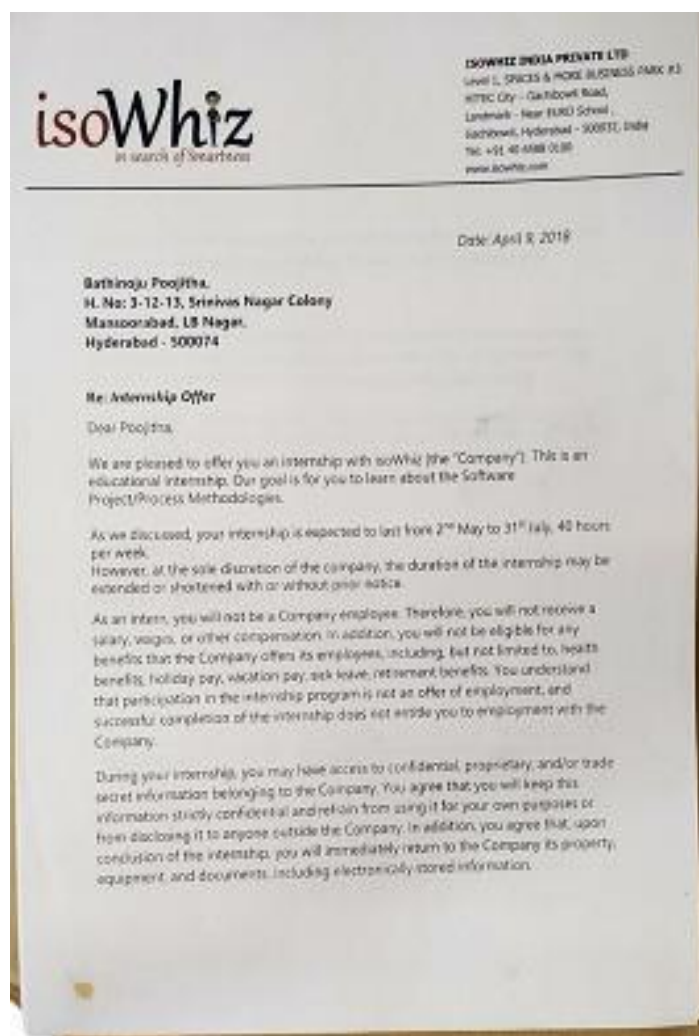 isoWhiz
in search of Smartness
ISOWHIZ INDIA PRIVATE LTD
Level 1, SPACES & MORE BUSINESS PARK #3
HITEC City - Gachibowli Road,
Landmark - Near EURO School,
Gachibowli, Hyderabad - India
Tel: +91 40
www.isowhiz.com
Date: April 9, 2018
Bathinoju Poojitha,
H. No: 3-12-13, Srinivas Nagar Colony
Mansoorabad, LB Nagar,
Hyderabad - 500074
Re: Internship Offer
Dear Poojitha,
We are pleased to offer you an internship with isoWhiz (the "Company"). This is an
educational internship. Our goal is for you to learn about the Software
Project/Process Methodologies.
As we discussed, your internship is expected to last from 2nd May to 31st July, 40 hours
per week.
However, at the sole discretion of the company, the duration of the internship may be
extended or shortened with or without prior notice.
As an intern, you will not be a Company employee. Therefore, you will not receive a
salary, wages, or other compensation. In addition, you will not be eligible for any
benefits that the Company offers its employees, including, but not limited to, health
benefits, holiday pay, vacation pay, sick leave, retirement benefits. You understand
that participation in the internship program is not an offer of employment, and
successful completion of the internship does not entitle you to employment with the
Company.
During your internship, you may have access to confidential, proprietary, and/or trade
secret information belonging to the Company. You agree that you will keep this
information strictly confidential and refrain from using it for your own purposes or
from disclosing it to anyone outside the Company. In addition, you agree that, upon
conclusion of the internship, you will immediately return to the Company its property,
equipment, and documents, including electronically stored information.